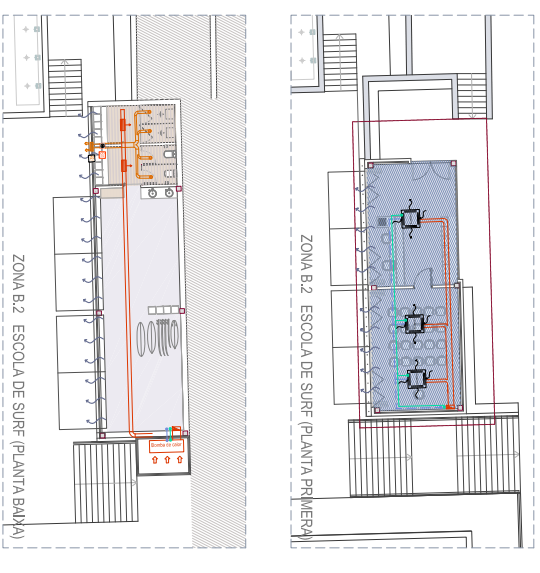 ZONA B.2 ESCOLA DE SURF (PLANTA BAIXA)
Bomba de calor
ZONA B.2 ESCOLA DE SURF (PLANTA PRIMERA)